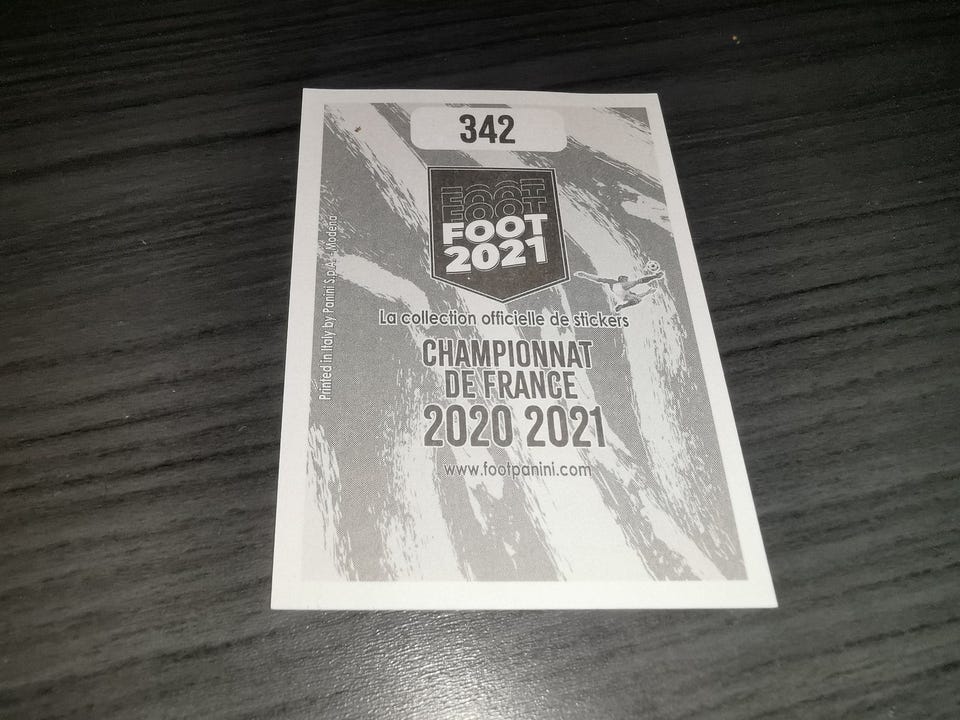 342
FOOT
FOOT
FOOT
2021
La collection officielle de stickers
CHAMPIONNAT
DE FRANCE
2020 2021
www.footpanini.com
Printed in Italy by Panini S.p.A. - Modena